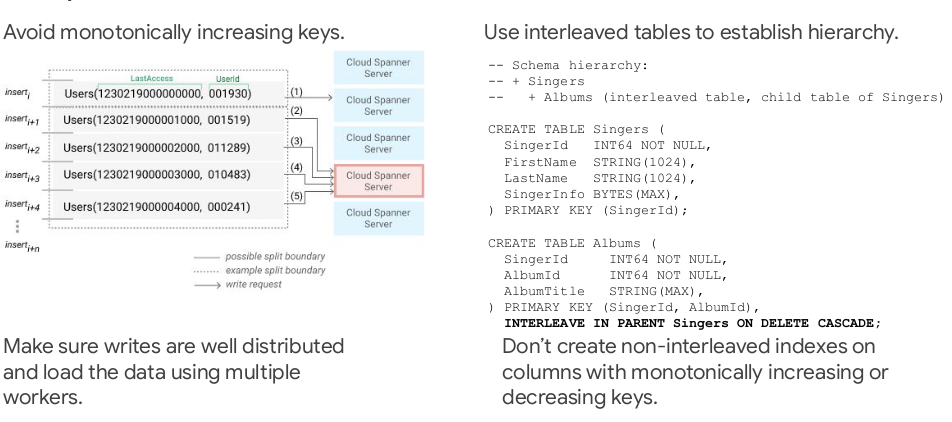 Avoid monotonically increasing keys.
LastAccess UserId
insert_i Users(1230219000000000, 001930) (1)
insert_i+1 Users(1230219000001000, 001519) (2)
insert_i+2 Users(1230219000002000, 011289) (3)
insert_i+3 Users(1230219000003000, 010483) (4)
insert_i+4 Users(1230219000004000, 000241) (5)
insert_i+n
Cloud Spanner
Server
Cloud Spanner
Server
Cloud Spanner
Server
Cloud Spanner
Server
Cloud Spanner
Server
possible split boundary
example split boundary
write request
Make sure writes are well distributed
and load the data using multiple
workers.
Use interleaved tables to establish hierarchy.
-- Schema hierarchy:
-- + Singers
--   + Albums (interleaved table, child table of Singers)
CREATE TABLE Singers (
  SingerId   INT64 NOT NULL,
  FirstName  STRING(1024),
  LastName   STRING(1024),
  SingerInfo BYTES(MAX),
) PRIMARY KEY (SingerId);
CREATE TABLE Albums (
  SingerId     INT64 NOT NULL,
  AlbumId      INT64 NOT NULL,
  AlbumTitle   STRING(MAX),
) PRIMARY KEY (SingerId, AlbumId),
  INTERLEAVE IN PARENT Singers ON DELETE CASCADE;
Don't create non-interleaved indexes on
columns with monotonically increasing or
decreasing keys.